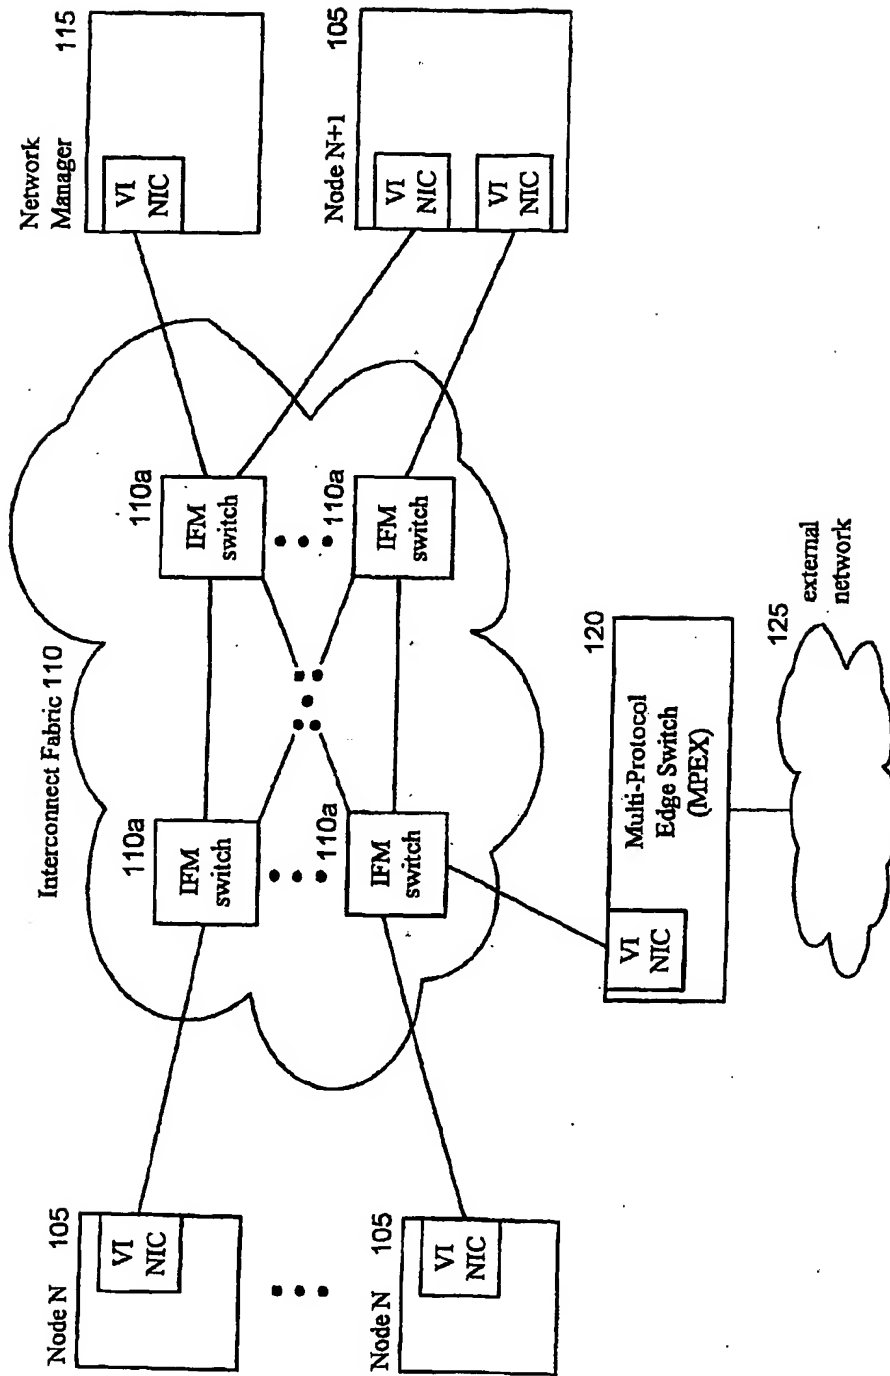 Network
Manager
115
VI
NIC
Node N+1
105
VI
NIC
VI
NIC
Interconnect Fabric 110
110a
IFM
switch
110a
IFM
switch
110a
IFM
switch
110a
IFM
switch
Node N
105
VI
NIC
Node N
105
VI
NIC
120
VI
NIC
Multi-Protocol
Edge Switch
(MPEX)
125
external
network